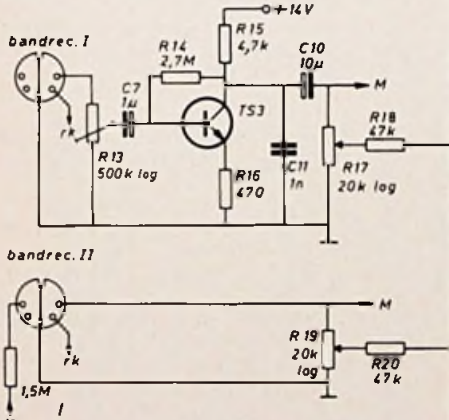 +14V
bandrec. I
R14
2,7M
R15
4,7k
C10
10µ
M
C7
1µ
TS3
R18
47k
rk
R13
500k log
R16
470
C11
1n
R17
20k log
bandrec. II
M
rk
R19
20k
log
R20
47k
1,5M